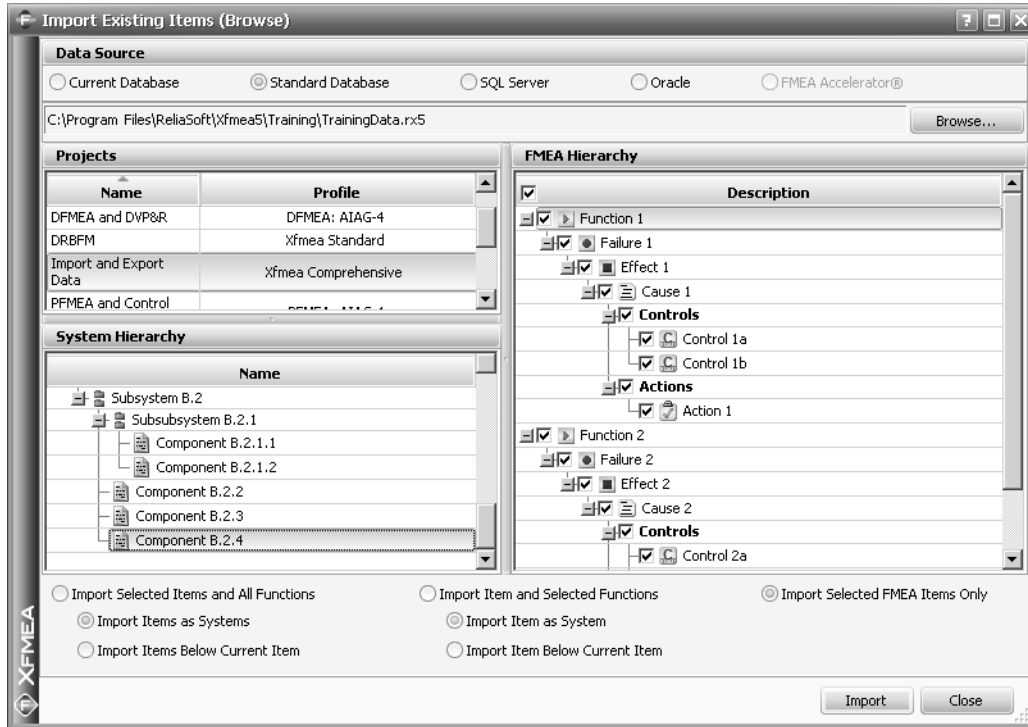 Import Existing Items (Browse)
Data Source
Current Database
Standard Database
SQL Server
Oracle
FMEA Accelerator®
C:\Program Files\ReliaSoft\Xfmea5\Training\TrainingData.rx5
Browse...
Projects
Name
Profile
DFMEA and DVP&R
DFMEA: AIAG-4
DRBFM
Xfmea Standard
Import and Export
Data
Xfmea Comprehensive
PFMEA and Control
System Hierarchy
Name
Subsystem B.2
Subsubsystem B.2.1
Component B.2.1.1
Component B.2.1.2
Component B.2.2
Component B.2.3
Component B.2.4
FMEA Hierarchy
Description
Function 1
Failure 1
Effect 1
Cause 1
Controls
Control 1a
Control 1b
Actions
Action 1
Function 2
Failure 2
Effect 2
Cause 2
Controls
Control 2a
Import Selected Items and All Functions
Import Items as Systems
Import Items Below Current Item
Import Item and Selected Functions
Import Item as System
Import Item Below Current Item
Import Selected FMEA Items Only
XFMEA
Import
Close